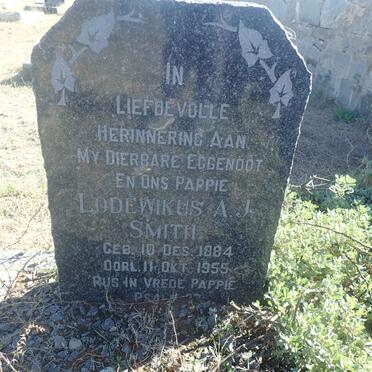 IN
LIEFDEVOLLE
HERINNERING AAN
MY DIERBARE EGGENOOT
EN ONS PAPPIE
LODEWIKUS A. J.
SMITH
GEB. 10 DES. 1884
OORL. 11 OKT. 1955
RUS IN VREDE PAPPIE